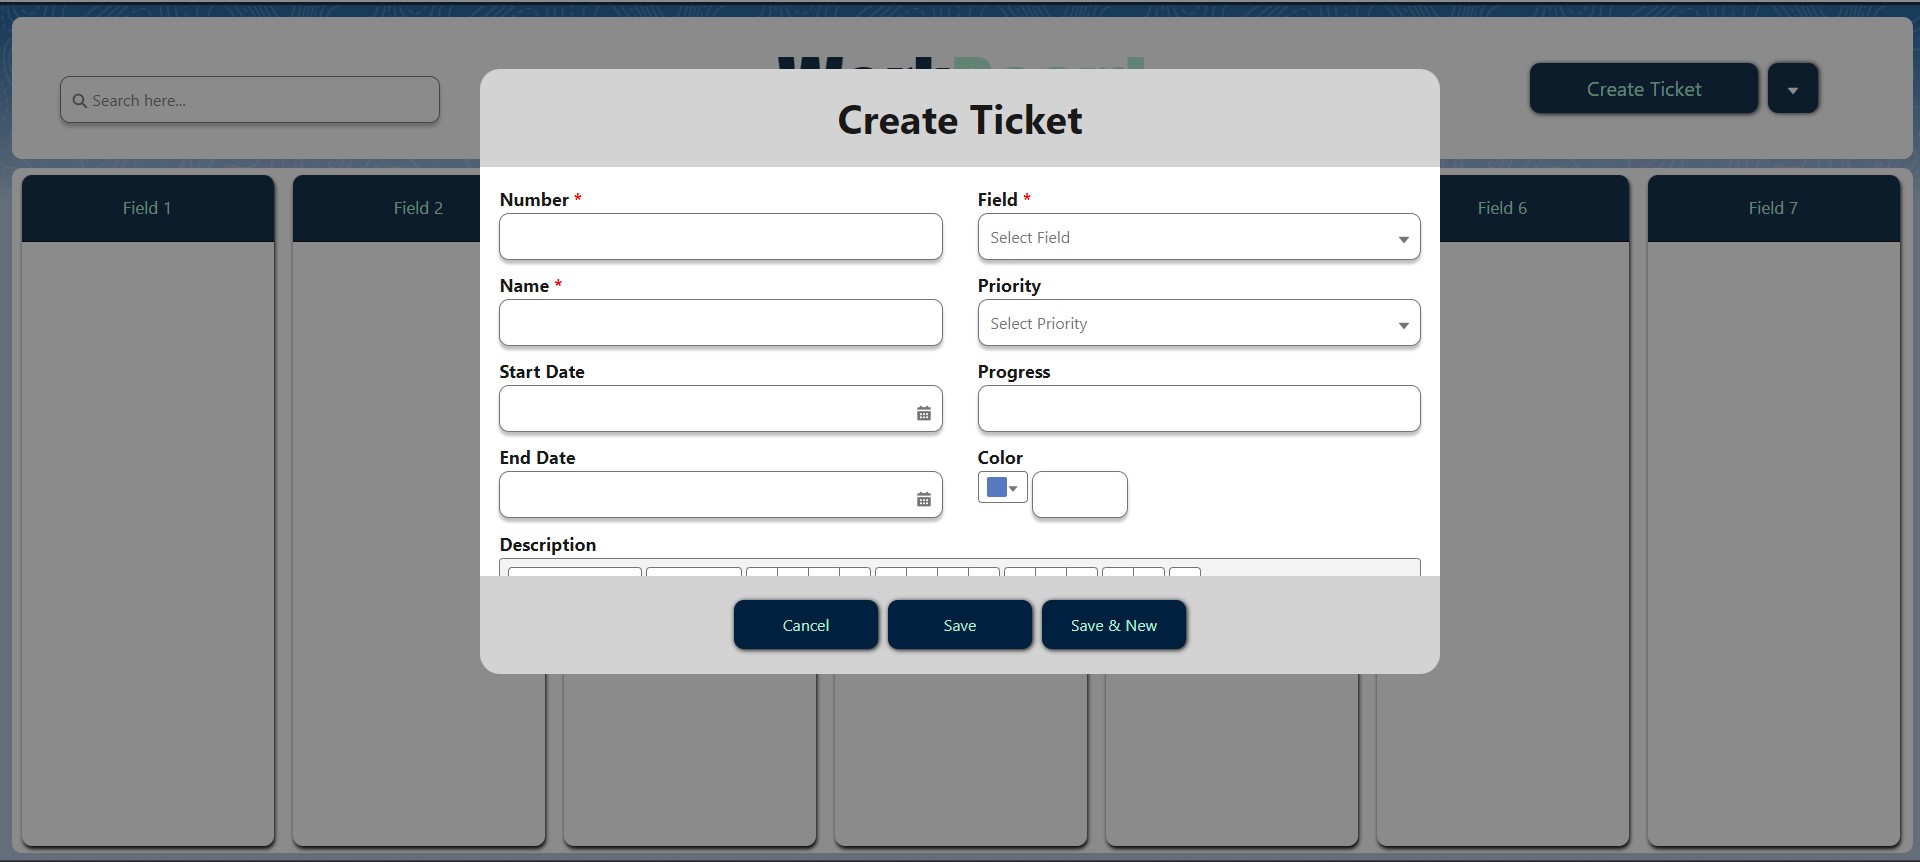 Search here...
Create Ticket
Create Ticket
Number *
Field *
Select Field
Name *
Priority
Select Priority
Start Date
Progress
End Date
Color
Description
Cancel
Save
Save & New
Field 1
Field 2
Field 6
Field 7